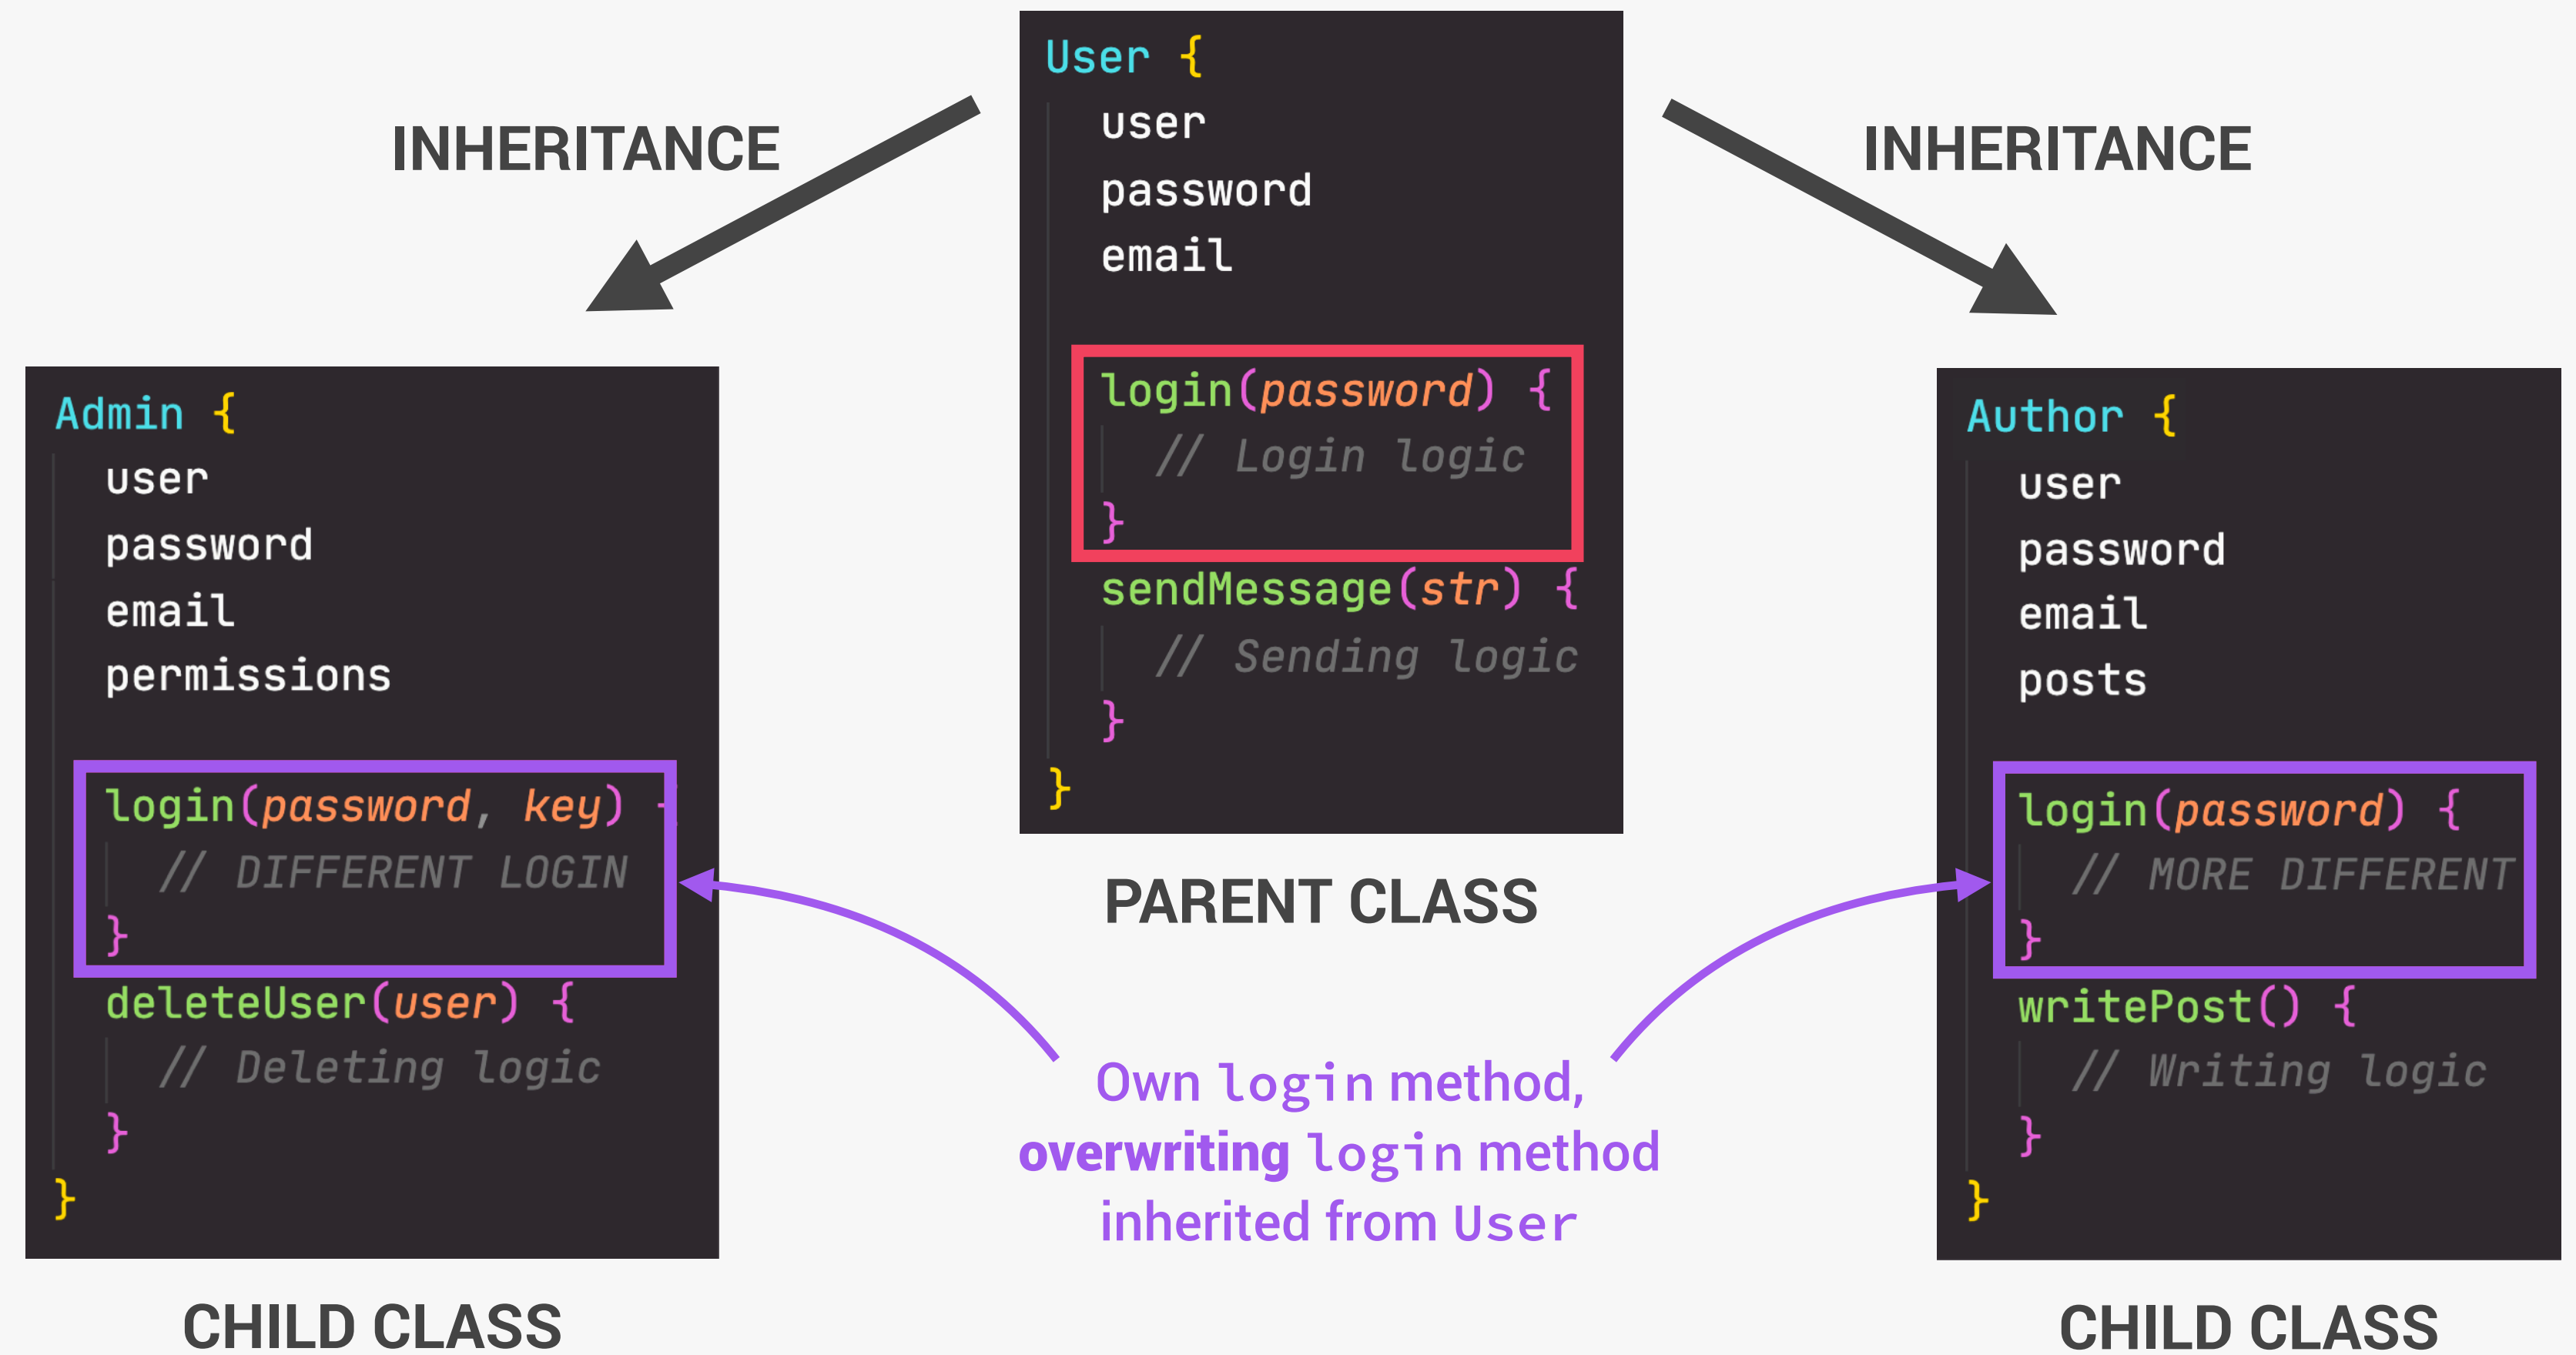 INHERITANCE
INHERITANCE
User {
user
password
email
login(password) {
// Login logic
}
sendMessage(str) {
// Sending logic
}
}
PARENT CLASS
Admin {
user
password
email
permissions
login(password, key) {
// DIFFERENT LOGIN
}
deleteUser(user) {
// Deleting logic
}
}
CHILD CLASS
Own login method,
overwriting login method
inherited from User
Author {
user
password
email
posts
login(password) {
// MORE DIFFERENT
}
writePost() {
// Writing logic
}
}
CHILD CLASS